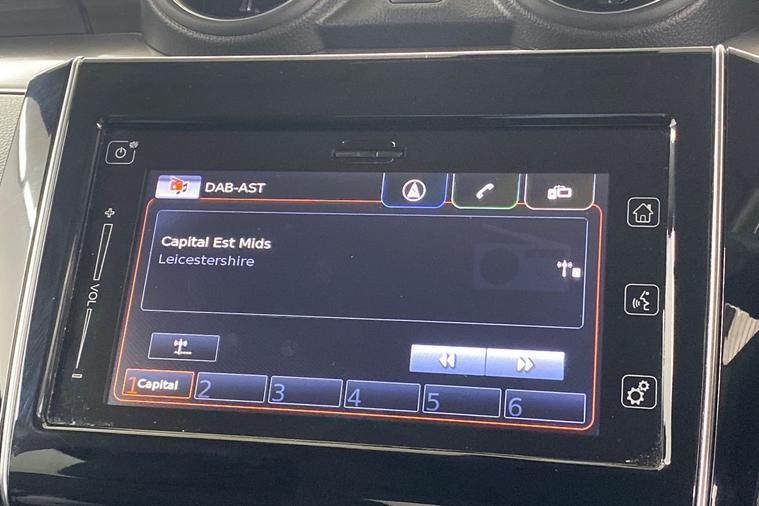 DAB-AST
Capital Est Mids
Leicestershire
VOL
1 Capital
2
3
4
5
6